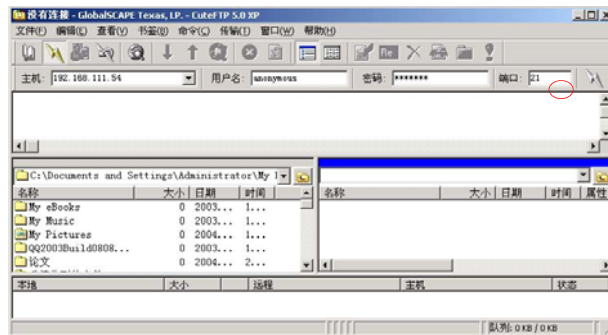 没有连接 - GlobalSCAPE Texas, LP. - CuteFTP 5.0 XP
文件(F) 编辑(E) 查看(V) 书签(B) 命令(C) 传输(T) 窗口(W) 帮助(H)
主机: 192.168.111.54 用户名: anonymous 密码: ******* 端口: 21
C:\Documents and Settings\Administrator\My
名称 大小 日期 时间 名称 大小 日期 时间 属性
My eBooks 0 2003... 1...
My Music 0 2003... 1...
My Pictures 0 2004... 1...
QQ2003Build0808... 0 2003... 1...
论文 0 2004... 2...
本地 大小 远程 主机 状态
队列: 0 KB / 0 KB